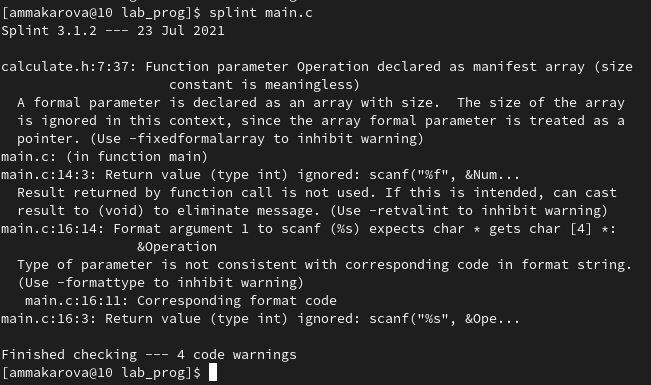 [ammakarova@10 lab_prog]$ splint main.c
Splint 3.1.2 --- 23 Jul 2021

calculate.h:7:37: Function parameter Operation declared as manifest array (size
                     constant is meaningless)
  A formal parameter is declared as an array with size.  The size of the array
  is ignored in this context, since the array formal parameter is treated as a
  pointer. (Use -fixedformalarray to inhibit warning)
main.c: (in function main)
main.c:14:3: Return value (type int) ignored: scanf("%f", &Num...
  Result returned by function call is not used. If this is intended, can cast
  result to (void) to eliminate message. (Use -retvalint to inhibit warning)
main.c:16:14: Format argument 1 to scanf (%s) expects char * gets char [4] *:
                 &Operation
  Type of parameter is not consistent with corresponding code in format string.
  (Use -formattype to inhibit warning)
   main.c:16:11: Corresponding format code
main.c:16:3: Return value (type int) ignored: scanf("%s", &Ope...

Finished checking --- 4 code warnings
[ammakarova@10 lab_prog]$